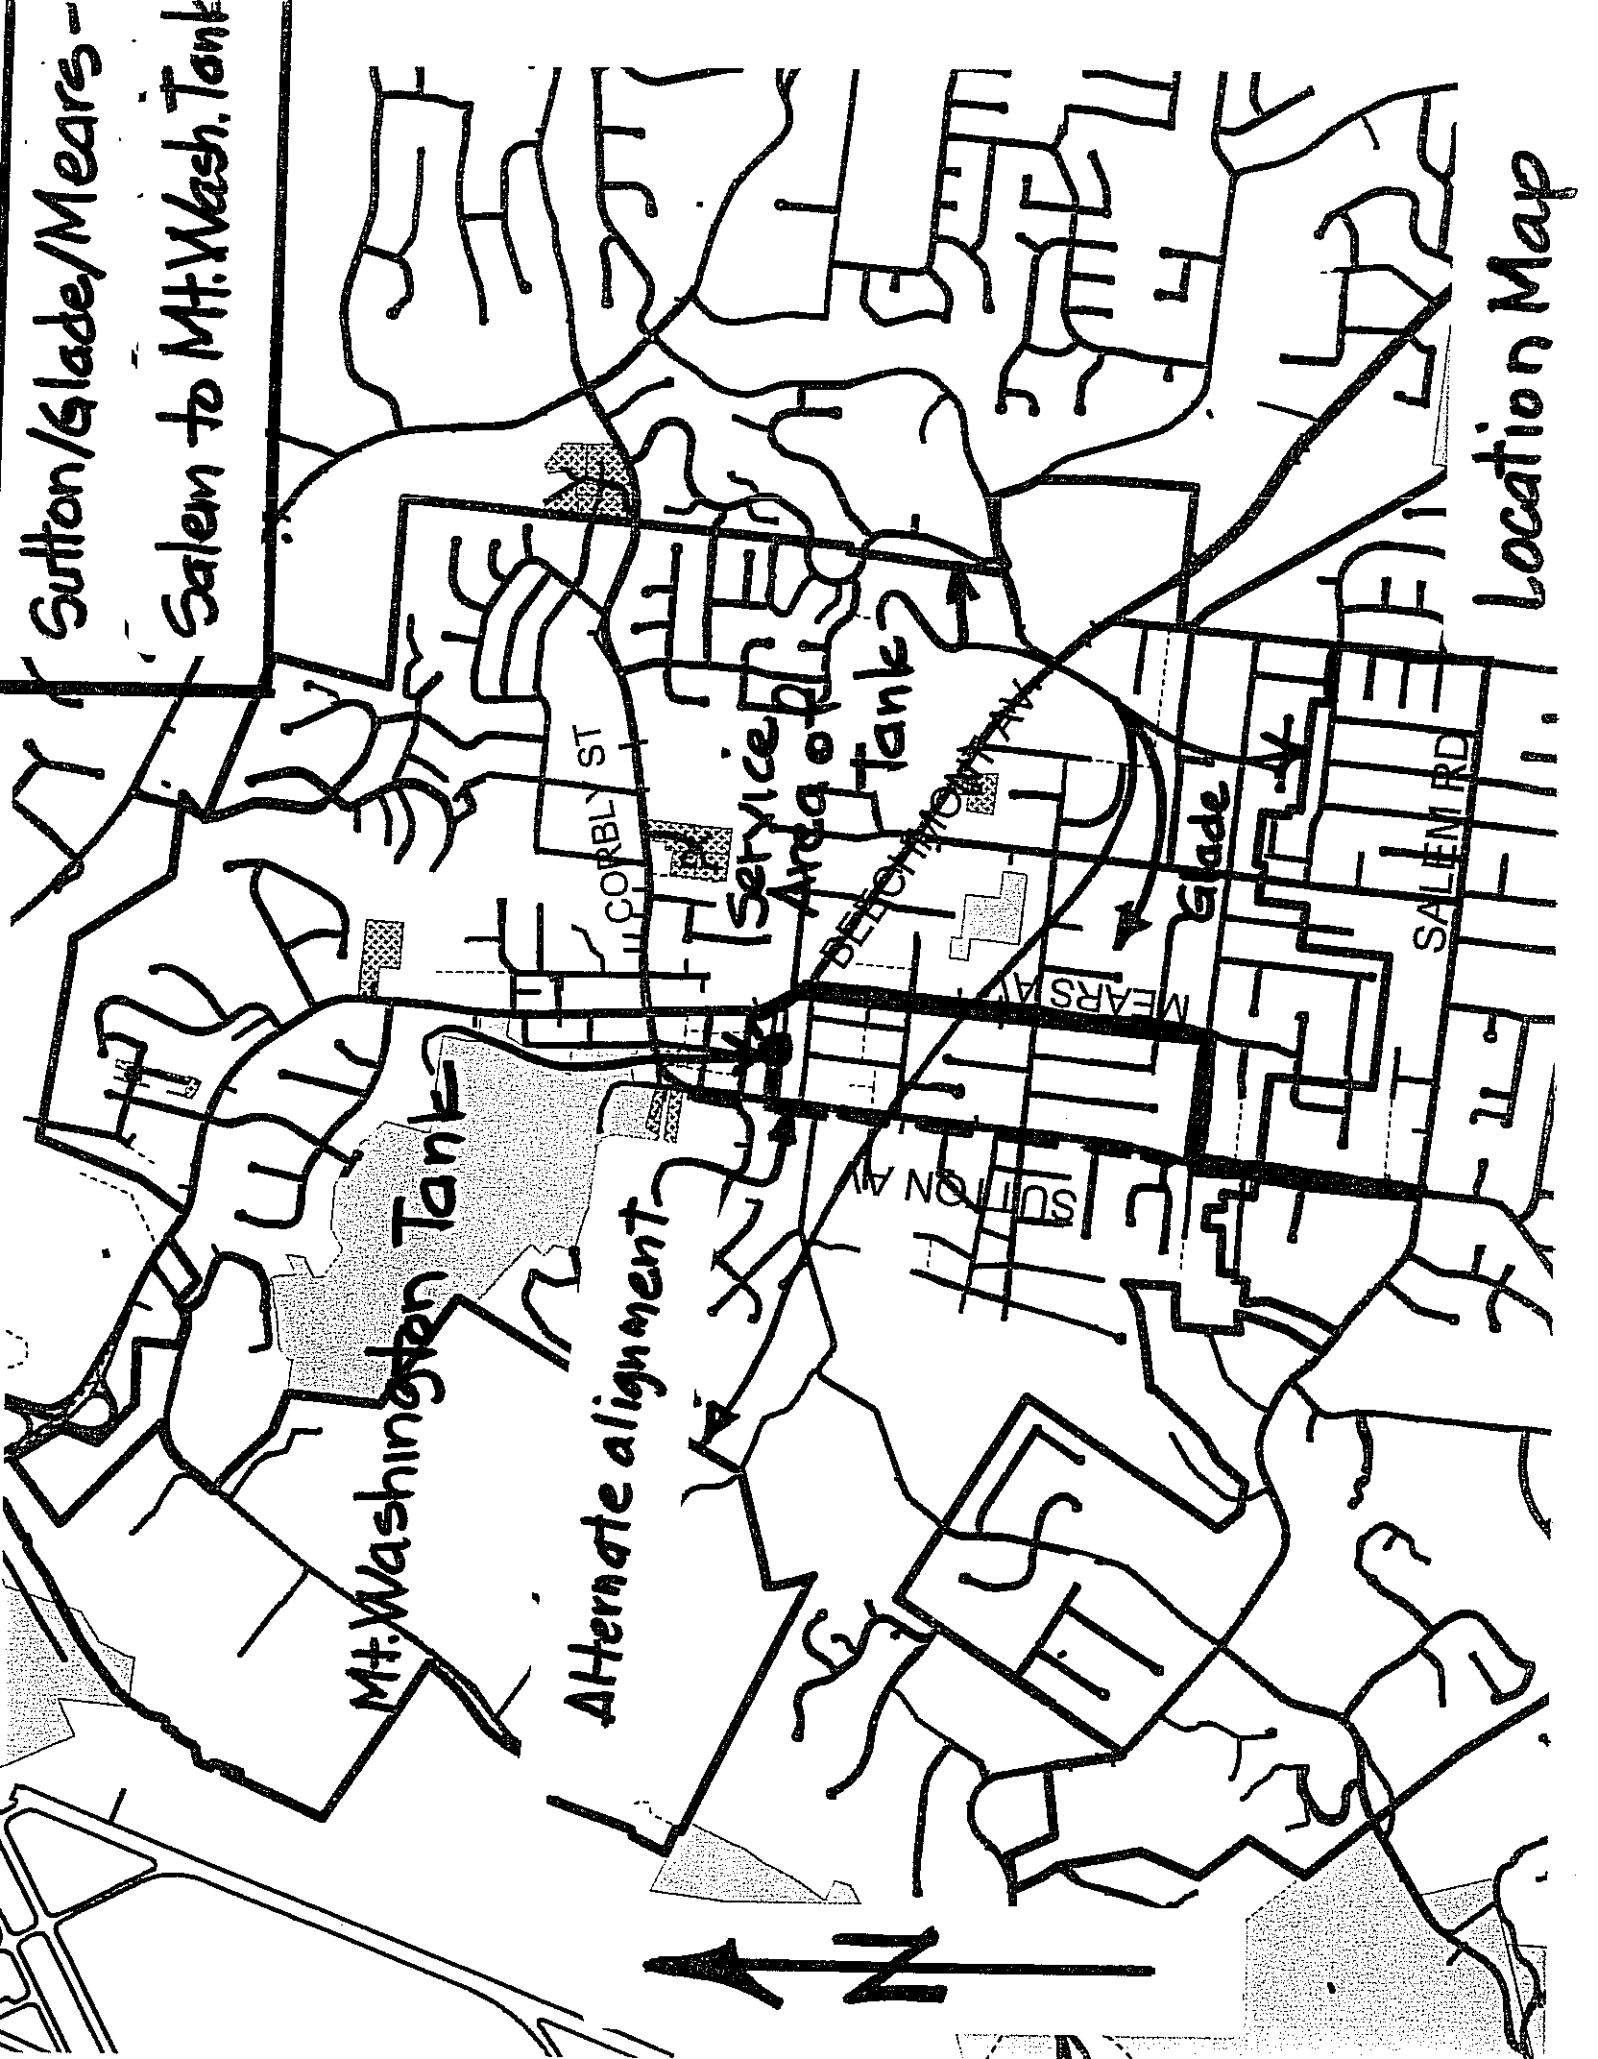 Sutton/Glade/Mears-
Salem to Mt.Wash.Tank
CORBLY ST
Service
Area of
Tank
BEECHMONT AV
Glade
MEARS AV
SALEM RD
SUTTON AV
Mt.Washington Tank
Alternate alignment
N
Location Map